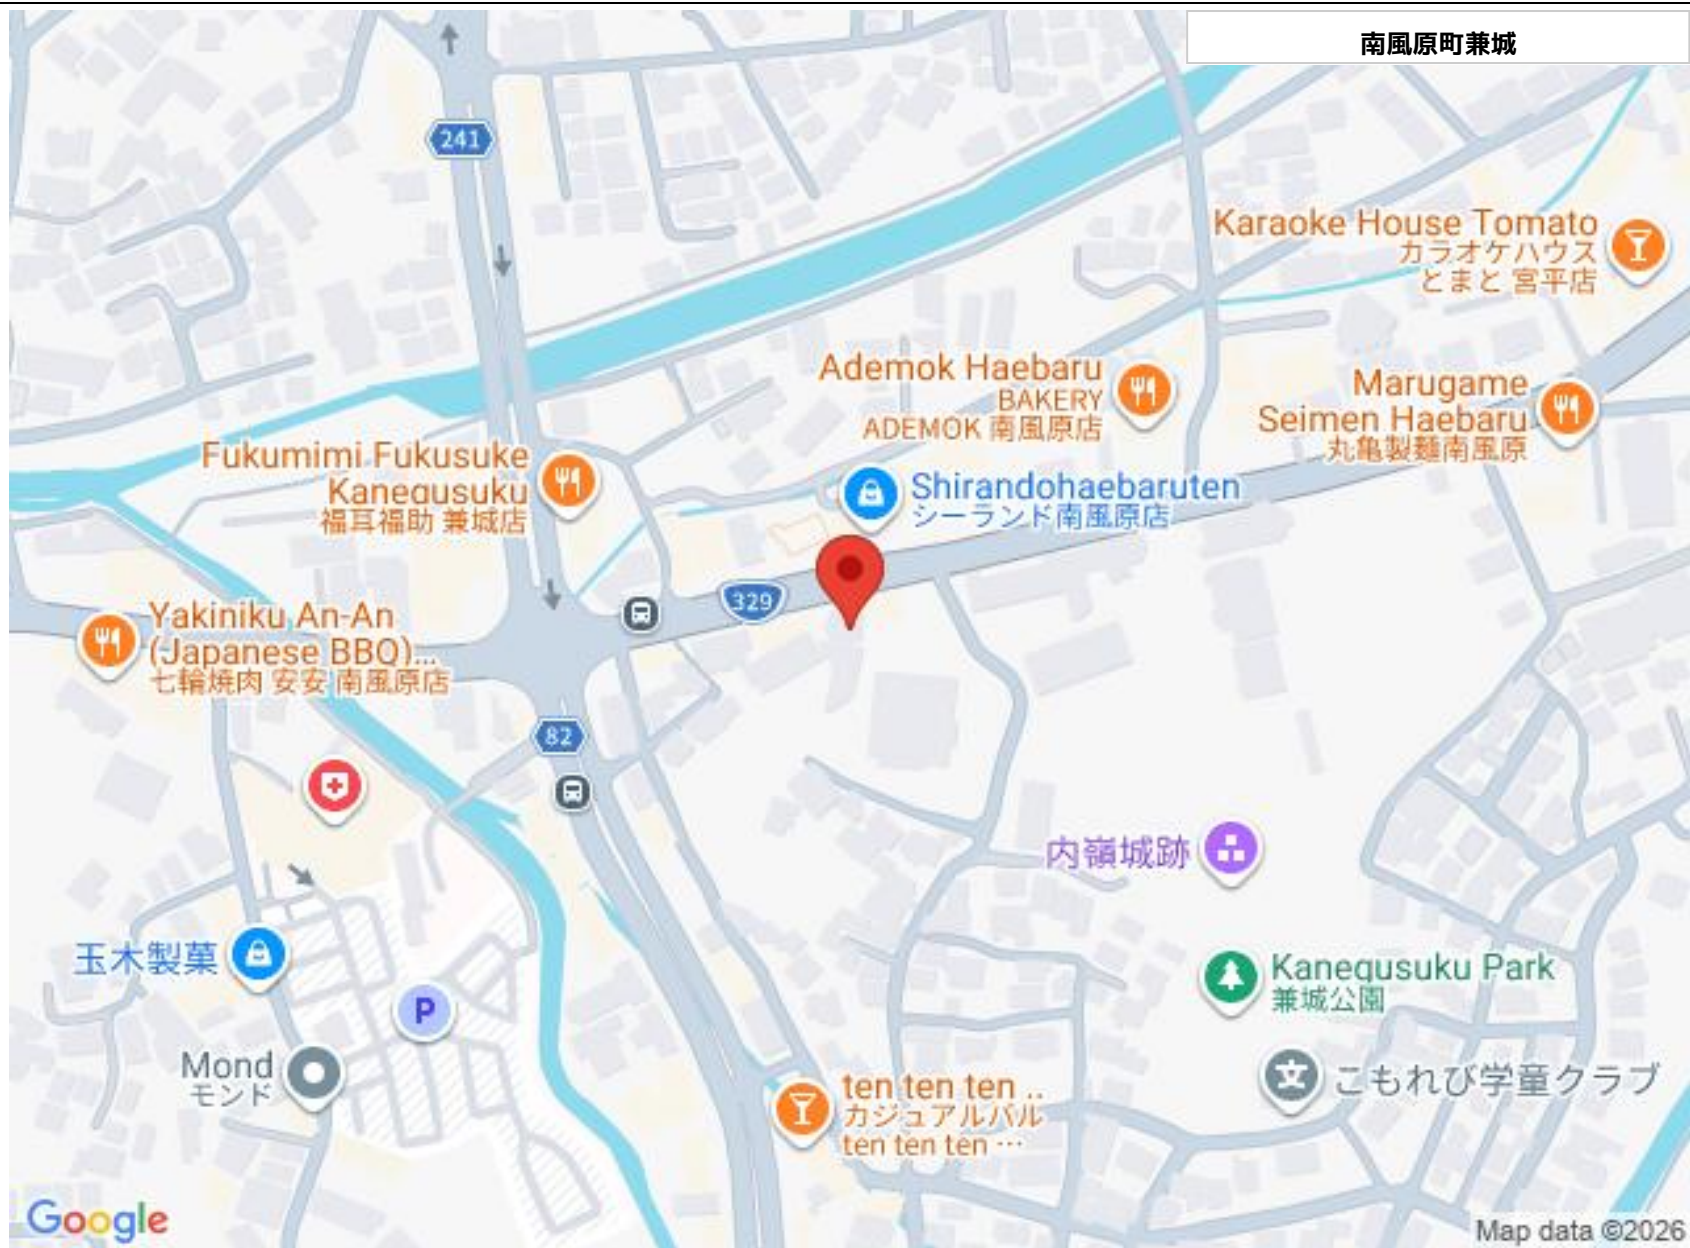 南風原町兼城
241
Karaoke House Tomato
カラオケハウス
とまと 宮平店
Ademok Haebaru
BAKERY
ADEMOK 南風原店
Marugame
Seimen Haebaru
丸亀製麺南風原
Fukumimi Fukusuke
Kanegusuku
福耳福助 兼城店
Shirandohaebaruten
シーランド南風原店
329
Yakiniku An-An
(Japanese BBQ)...
七輪焼肉 安安 南風原店
82
内嶺城跡
玉木製菓
P
Kanegusuku Park
兼城公園
Mond
モンド
こもれび学童クラブ
ten ten ten ..
カジュアルバル
ten ten ten …
Google
Map data ©2026